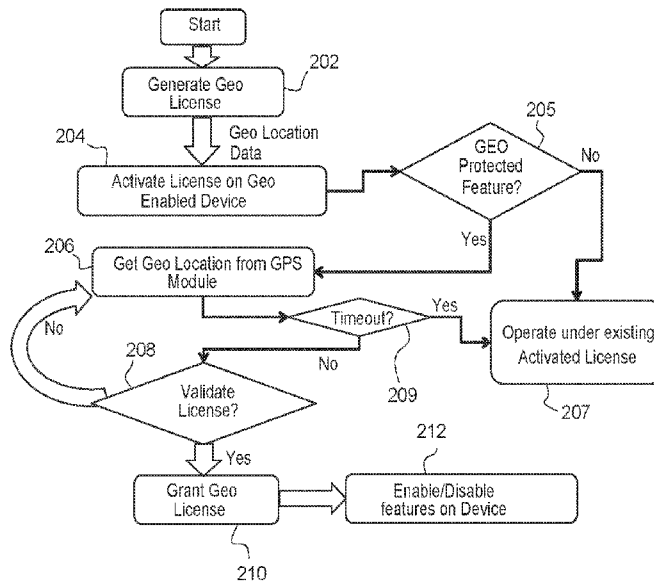 Start
202
Generate Geo
License
204
Geo Location
Data
205
GEO
Protected
Feature?
No
Activate License on Geo
Enabled Device
Yes
206
Get Geo Location from GPS
Module
No
Timeout?
Yes
Operate under existing
Activated License
208
No
209
207
Validate
License?
Yes
212
Grant Geo
License
Enable/Disable
features on Device
210